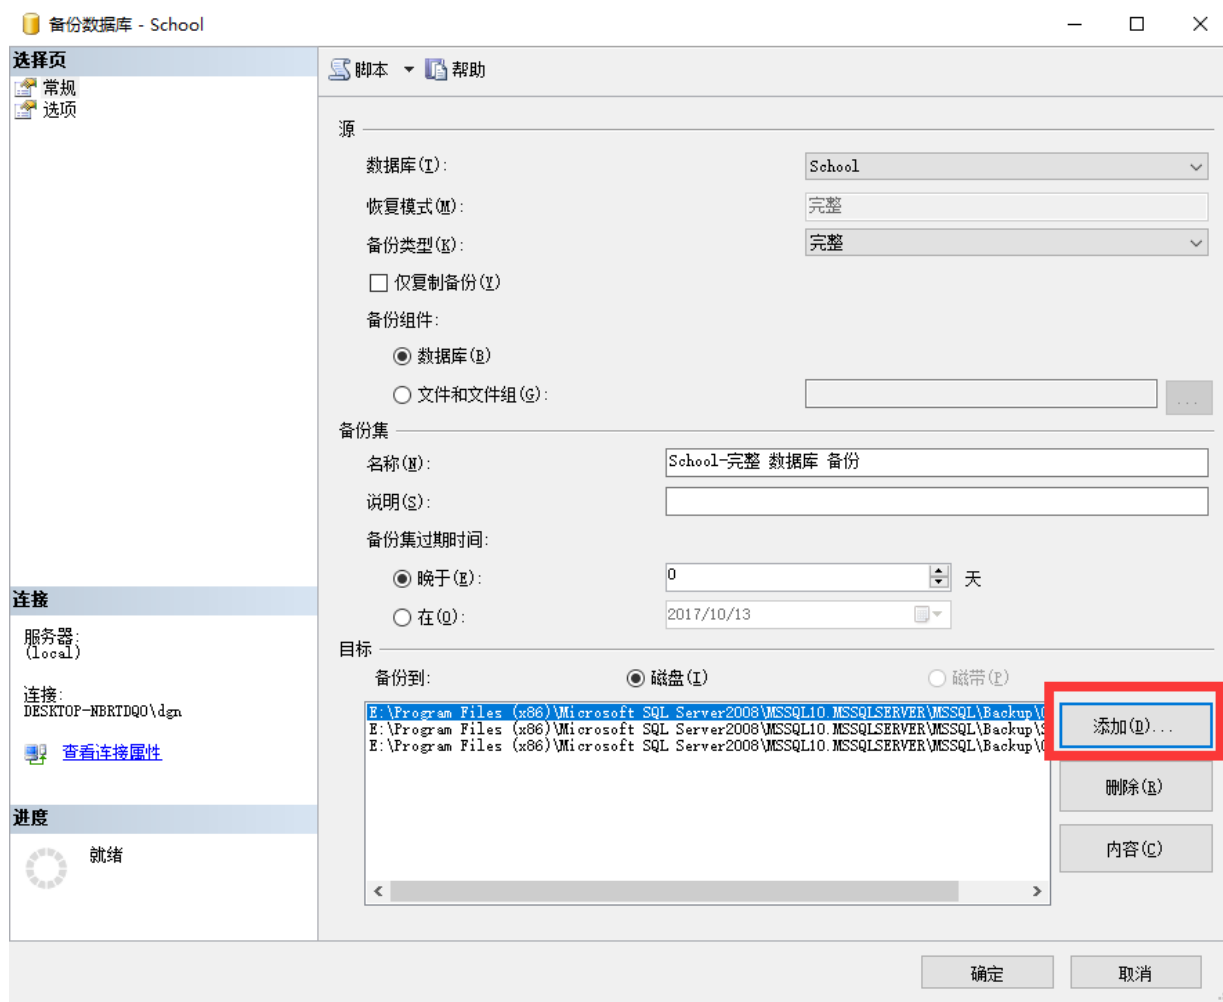 备份数据库 - School
选择页
常规
选项
脚本
帮助
源
数据库(T):
School
恢复模式(M):
完整
备份类型(K):
完整
仅复制备份(Y)
备份组件:
数据库(B)
文件和文件组(G):
...
备份集
名称(N):
School-完整 数据库 备份
说明(S):
备份集过期时间:
晚于(E):
0
天
在(O):
2017/10/13
目标
备份到:
磁盘(I)
磁带(P)
E:\Program Files (x86)\Microsoft SQL Server2008\MSSQL10.MSSQLSERVER\MSSQL\Backup\
E:\Program Files (x86)\Microsoft SQL Server2008\MSSQL10.MSSQLSERVER\MSSQL\Backup\S
E:\Program Files (x86)\Microsoft SQL Server2008\MSSQL10.MSSQLSERVER\MSSQL\Backup\
添加(D)...
删除(R)
内容(C)
连接
服务器:
(local)
连接:
DESKTOP-NBRTDQO\dgn
查看连接属性
进度
就绪
确定
取消